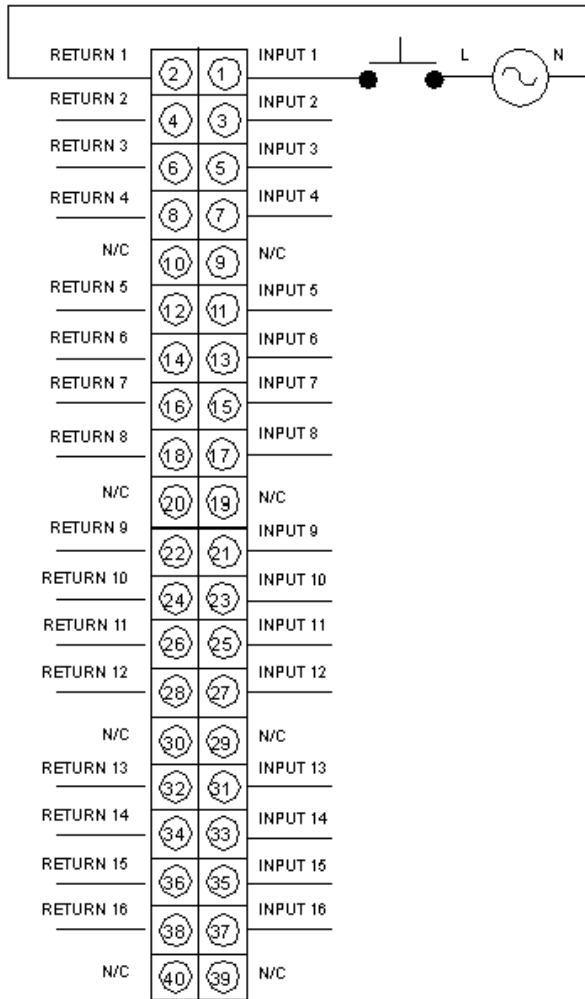 RETURN 1 2 1 INPUT 1 L N
RETURN 2 4 3 INPUT 2
RETURN 3 6 5 INPUT 3
RETURN 4 8 7 INPUT 4
N/C 10 9 N/C
RETURN 5 12 11 INPUT 5
RETURN 6 14 13 INPUT 6
RETURN 7 16 15 INPUT 7
RETURN 8 18 17 INPUT 8
N/C 20 19 N/C
RETURN 9 22 21 INPUT 9
RETURN 10 24 23 INPUT 10
RETURN 11 26 25 INPUT 11
RETURN 12 28 27 INPUT 12
N/C 30 29 N/C
RETURN 13 32 31 INPUT 13
RETURN 14 34 33 INPUT 14
RETURN 15 36 35 INPUT 15
RETURN 16 38 37 INPUT 16
N/C 40 39 N/C